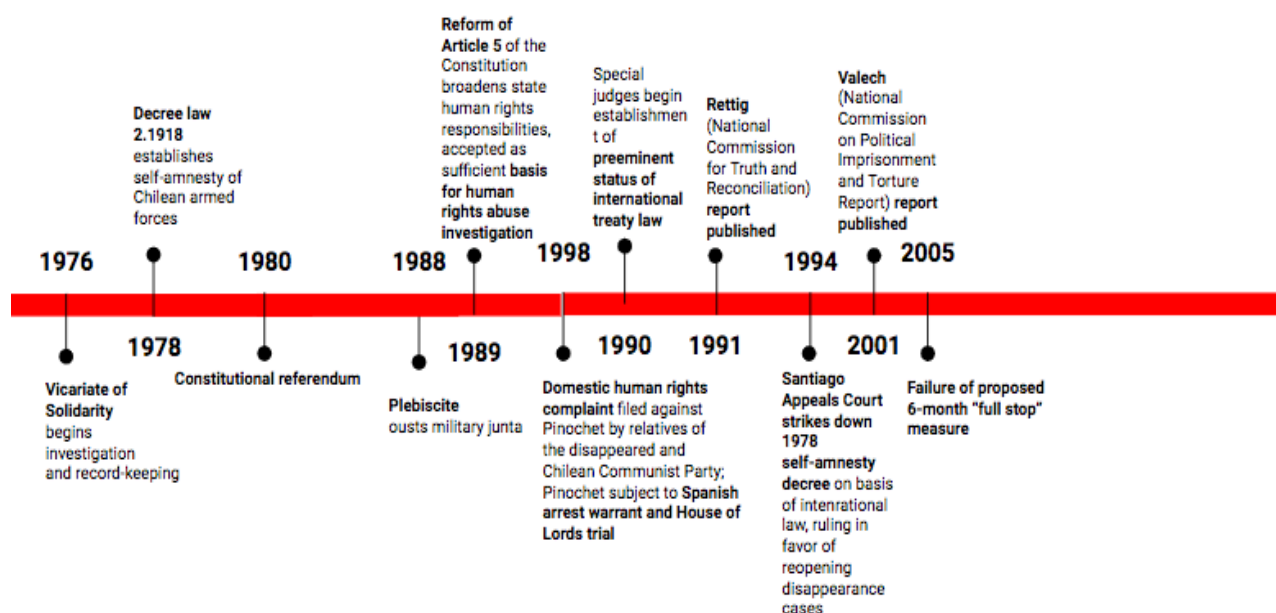 Reform of
Article 5 of the
Constitution
broadens state
human rights
responsibilities,
accepted as
sufficient basis
for human
rights abuse
investigation
Special
judges begin
establishmen
t of
preeminent
status of
international
treaty law
Valech
(National
Commission
on Political
Imprisonment
and Torture
Report) report
published
Decree law
2.1918
establishes
self-amnesty of
Chilean armed
forces
Rettig
(National
Commission
for Truth and
Reconciliation)
report
published
1976
1980
1988
1998
1994
2005
1978
1989
1990
1991
2001
Vicariate of
Solidarity
begins
investigation
and record-keeping
Constitutional referendum
Plebiscite
ousts military junta
Domestic human rights
complaint filed against
Pinochet by relatives of
the disappeared and
Chilean Communist Party;
Pinochet subject to Spanish
arrest warrant and House of
Lords trial
Santiago
Appeals Court
strikes down
1978
self-amnesty
decree on basis
of intenrational
law, ruling in
favor of
reopening
disappearance
cases
Failure of proposed
6-month "full stop"
measure